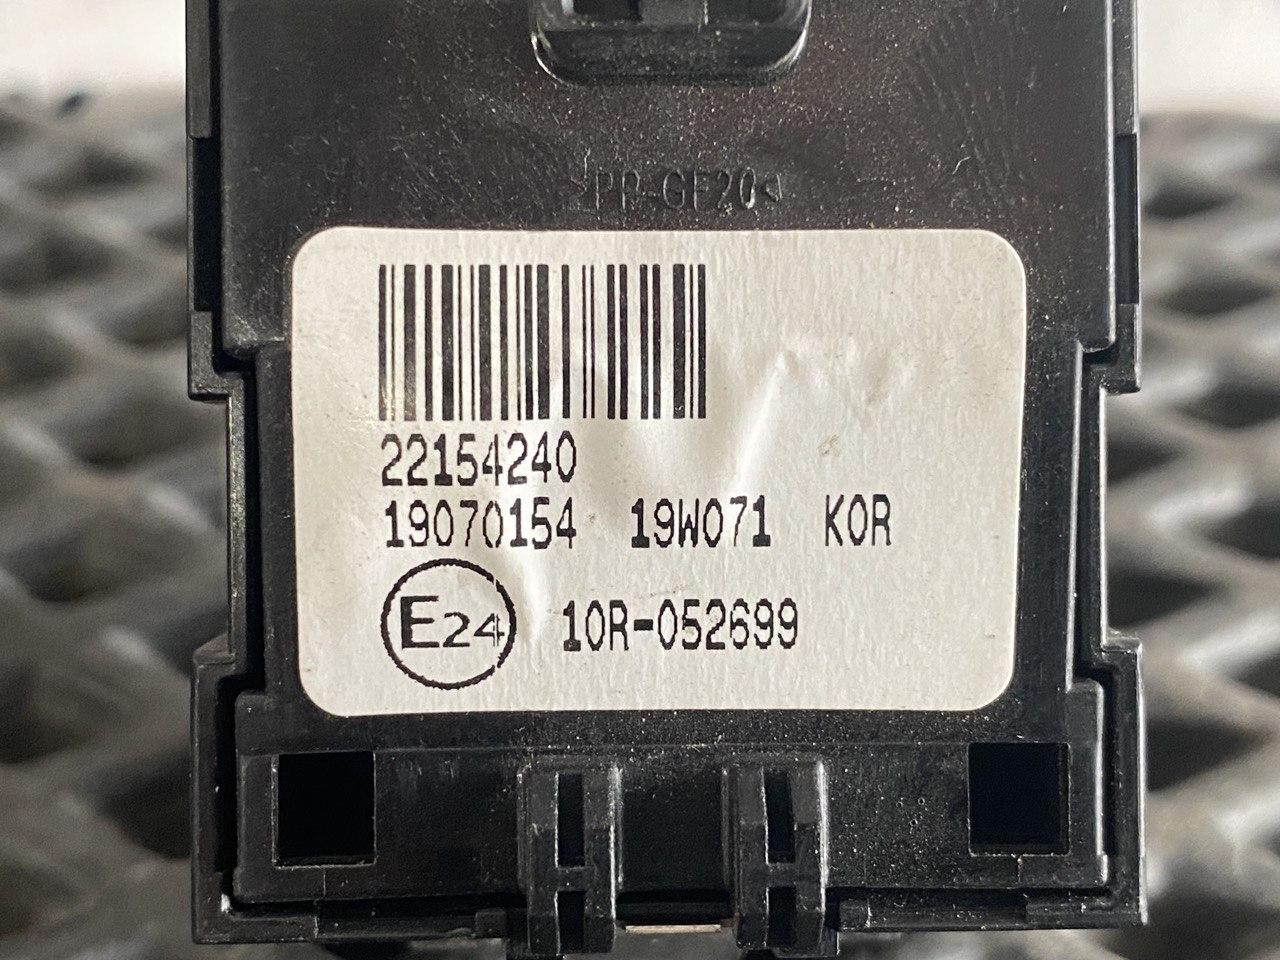 >PP-GF20<
22154240
19070154 19W071 KOR
E24 10R-052699